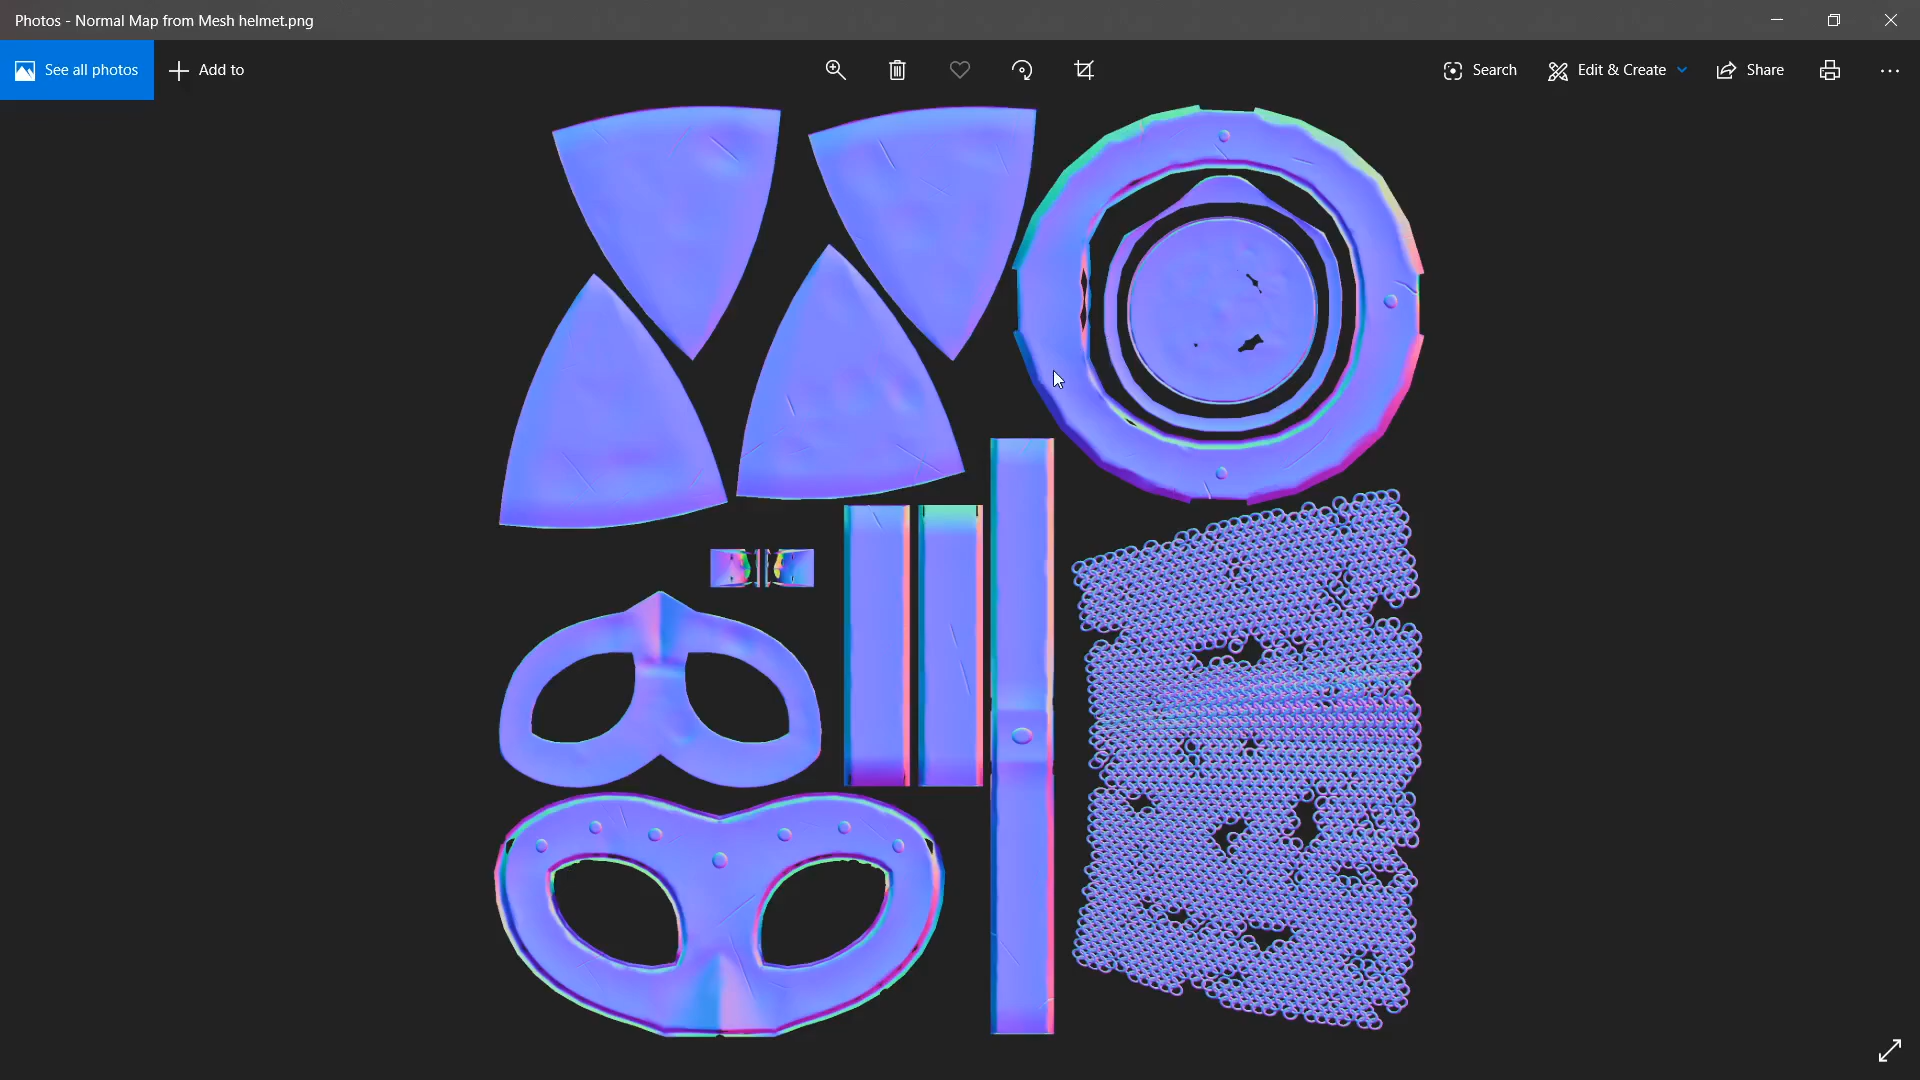 Photos - Normal Map from Mesh helmet.png
See all photos
Add to
Search
Edit & Create
Share